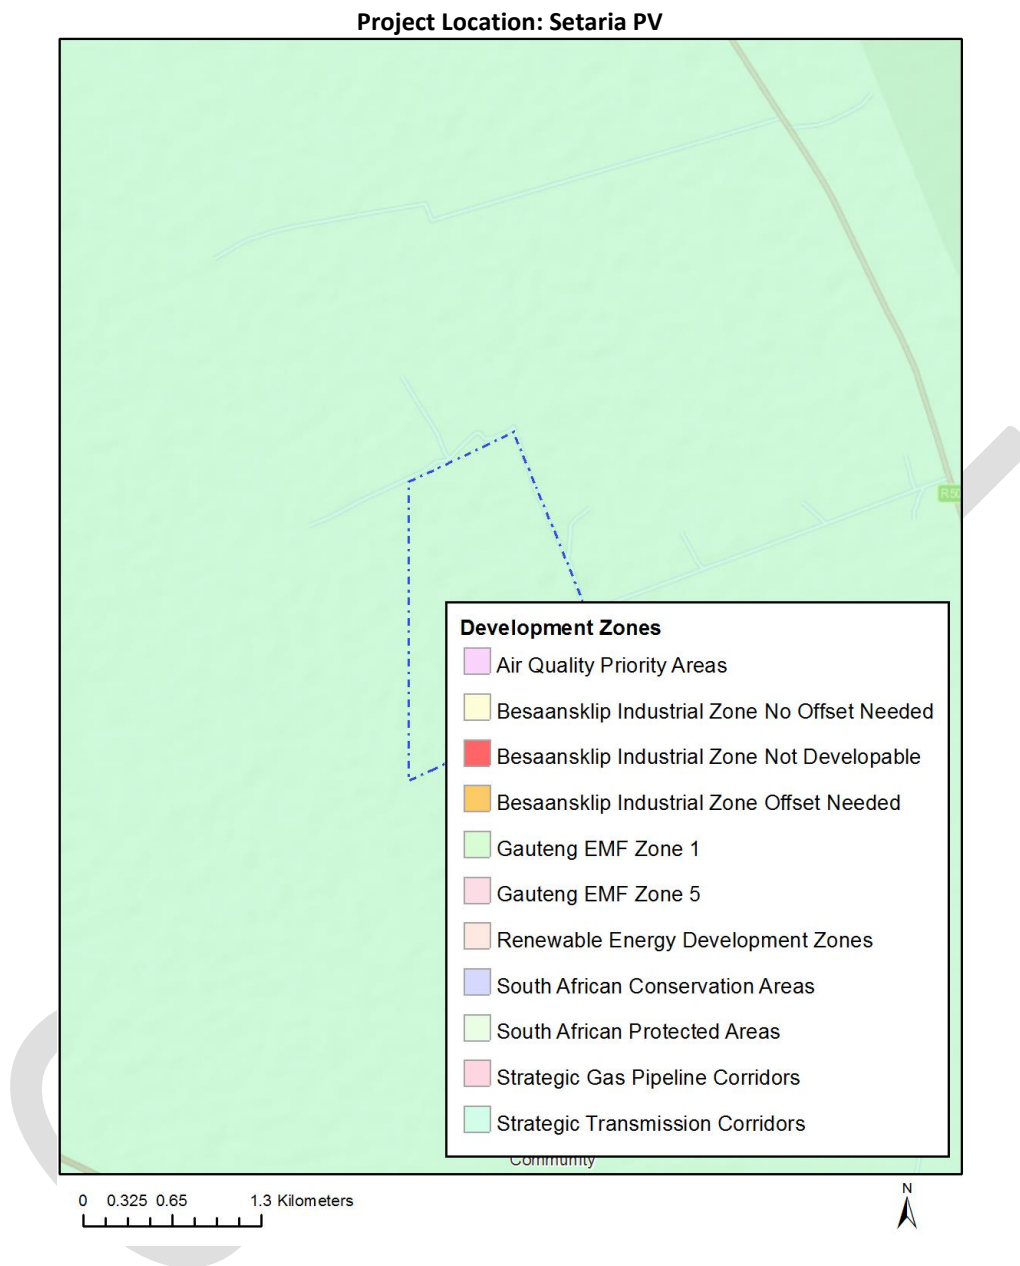 Project Location: Setaria PV
Development Zones
Air Quality Priority Areas
Besaansklip Industrial Zone No Offset Needed
Besaansklip Industrial Zone Not Developable
Besaansklip Industrial Zone Offset Needed
Gauteng EMF Zone 1
Gauteng EMF Zone 5
Renewable Energy Development Zones
South African Conservation Areas
South African Protected Areas
Strategic Gas Pipeline Corridors
Strategic Transmission Corridors
Community
0 0.325 0.65 1.3 Kilometers
N